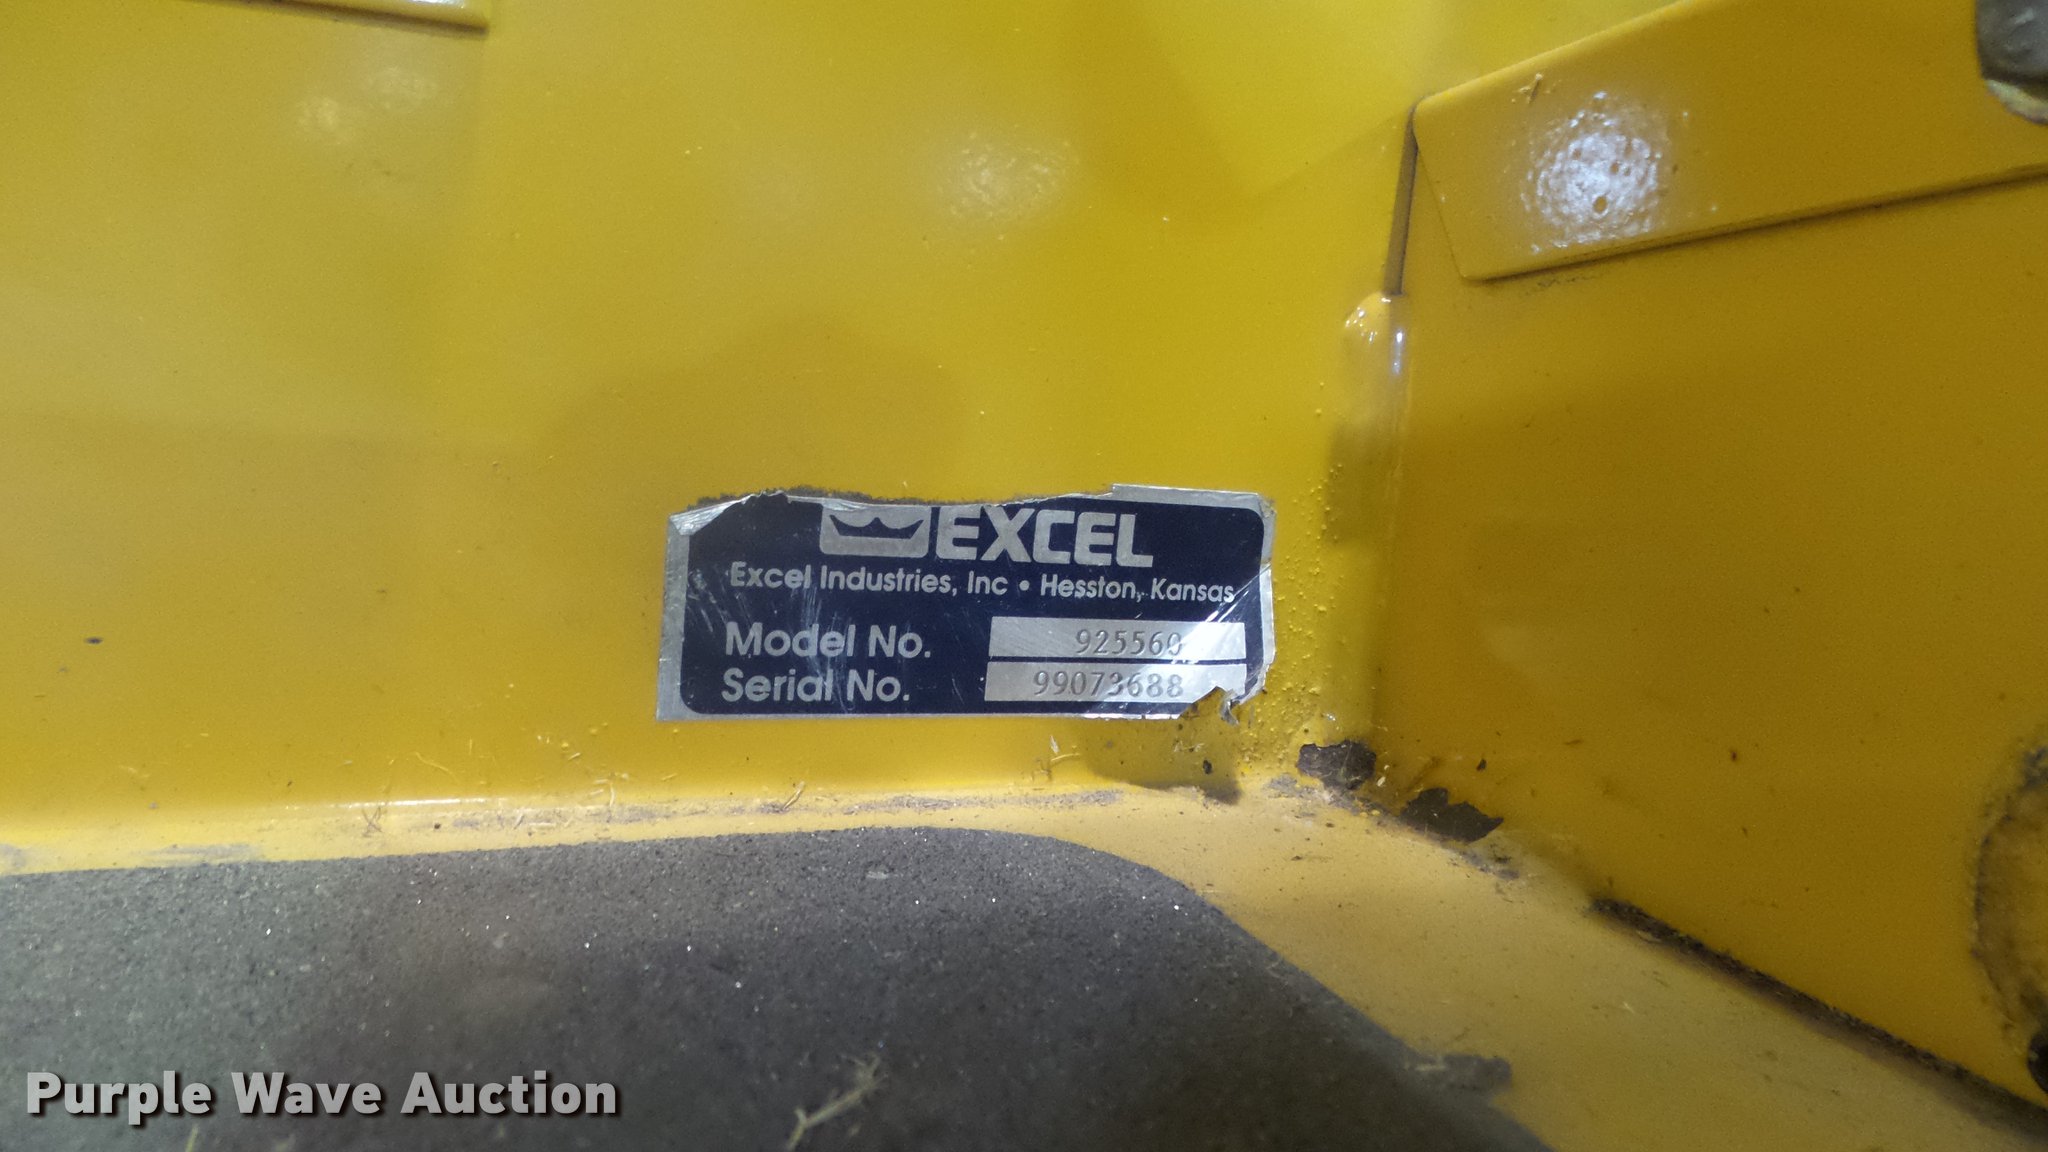 EXCEL
Excel Industries, Inc • Hesston, Kansas
Model No. 925560
Serial No. 99073688
Purple Wave Auction